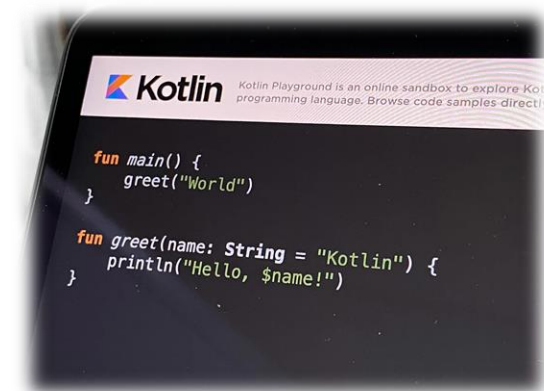 Kotlin
Kotlin Playground is an online sandbox to explore
programming language. Browse code samples
fun main() {
    greet("World")
}
fun greet(name: String = "Kotlin") {
    println("Hello, $name!")
}